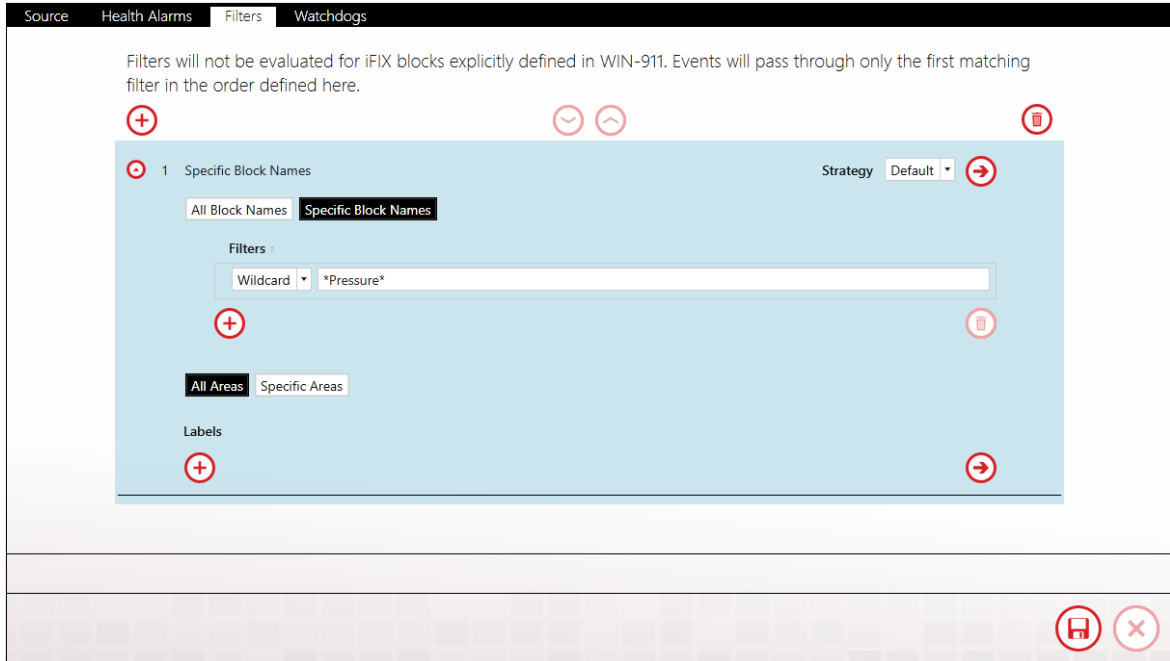 Source Health Alarms Filters Watchdogs
Filters will not be evaluated for iFIX blocks explicitly defined in WIN-911. Events will pass through only the first matching
filter in the order defined here.
1 Specific Block Names Strategy Default
All Block Names Specific Block Names
Filters ?
Wildcard *Pressure*
All Areas Specific Areas
Labels